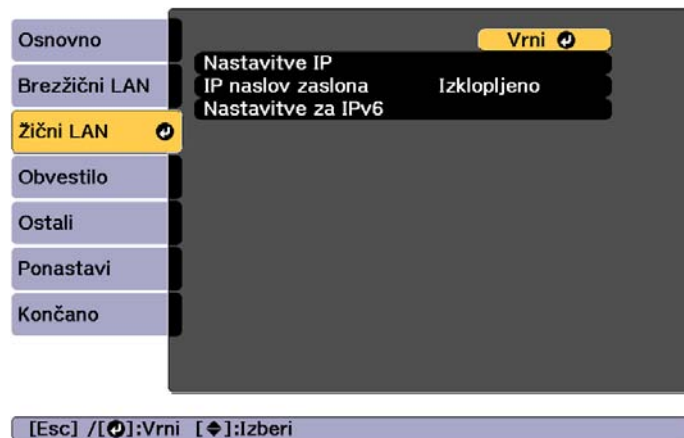 Osnovno
Brezžični LAN
Žični LAN
Obvestilo
Ostali
Ponastavi
Končano
Vrni
Nastavitve IP
IP naslov zaslona Izklopljeno
Nastavitve za IPv6
[Esc] /[]:Vrni []:Izberi